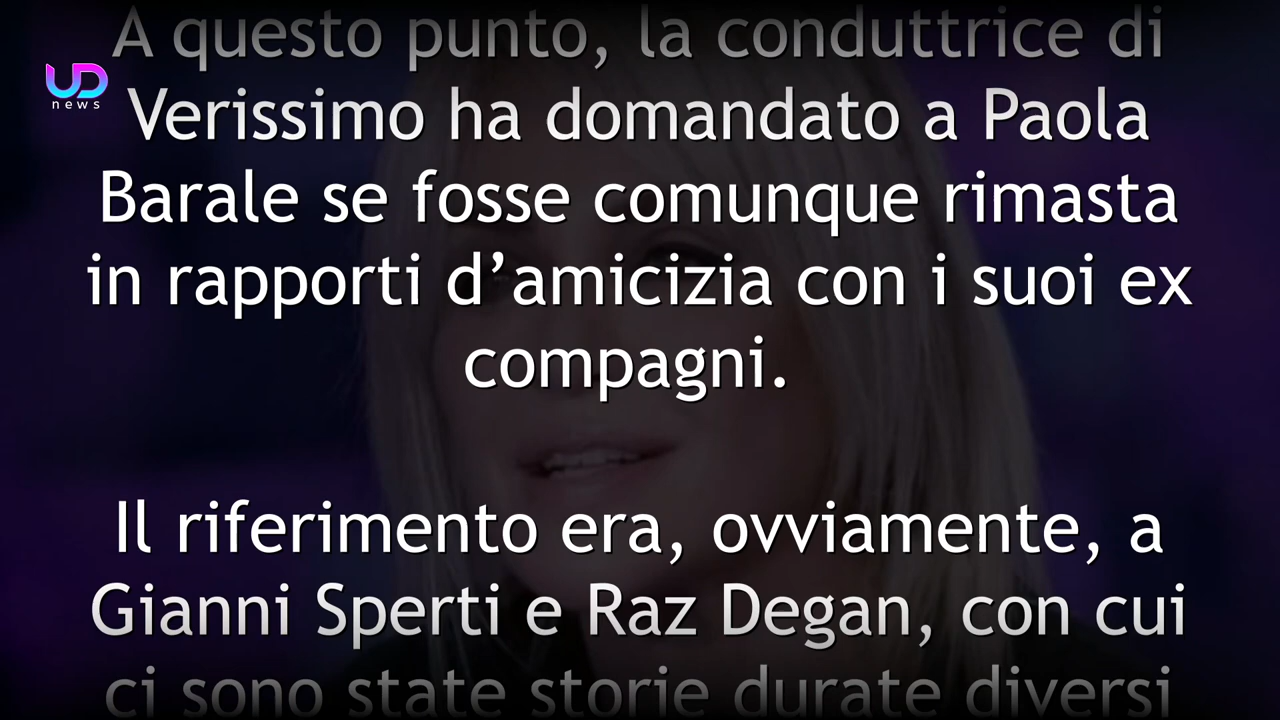 A questo punto, la conduttrice di
UD
news
Verissimo ha domandato a Paola
Barale se fosse comunque rimasta
in rapporti d’amicizia con i suoi ex
compagni.
Il riferimento era, ovviamente, a
Gianni Sperti e Raz Degan, con cui
ci sono state storie durate diversi